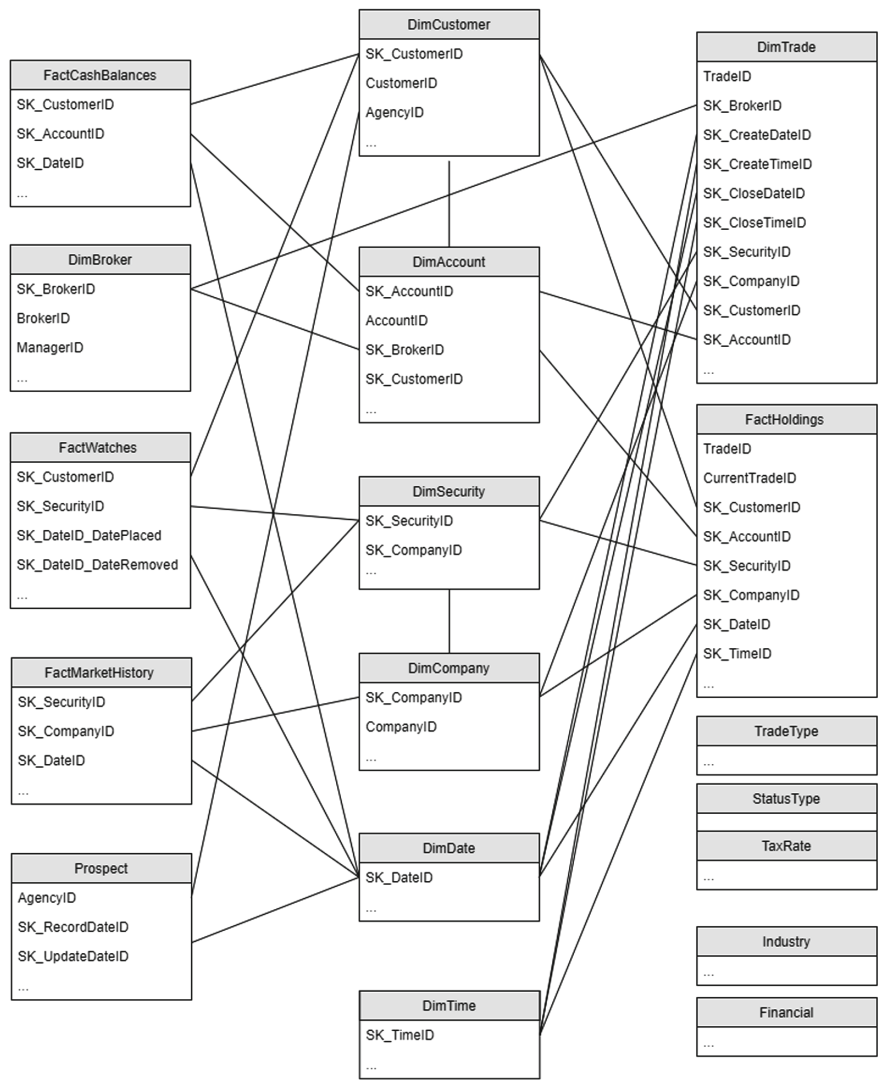 FactCashBalances
SK_CustomerID
SK_AccountID
SK_DateID
...
DimBroker
SK_BrokerID
BrokerID
ManagerID
...
FactWatches
SK_CustomerID
SK_SecurityID
SK_DateID_DatePlaced
SK_DateID_DateRemoved
...
FactMarketHistory
SK_SecurityID
SK_CompanyID
SK_DateID
...
Prospect
AgencyID
SK_RecordDateID
SK_UpdateDateID
...
DimCustomer
SK_CustomerID
CustomerID
AgencyID
...
DimAccount
SK_AccountID
AccountID
SK_BrokerID
SK_CustomerID
...
DimSecurity
SK_SecurityID
SK_CompanyID
...
DimCompany
SK_CompanyID
CompanyID
...
DimDate
SK_DateID
...
DimTime
SK_TimeID
...
DimTrade
TradeID
SK_BrokerID
SK_CreateDateID
SK_CreateTimeID
SK_CloseDateID
SK_CloseTimeID
SK_SecurityID
SK_CompanyID
SK_CustomerID
SK_AccountID
...
FactHoldings
TradeID
CurrentTradeID
SK_CustomerID
SK_AccountID
SK_SecurityID
SK_CompanyID
SK_DateID
SK_TimeID
...
TradeType
...
StatusType
TaxRate
...
Industry
...
Financial
...